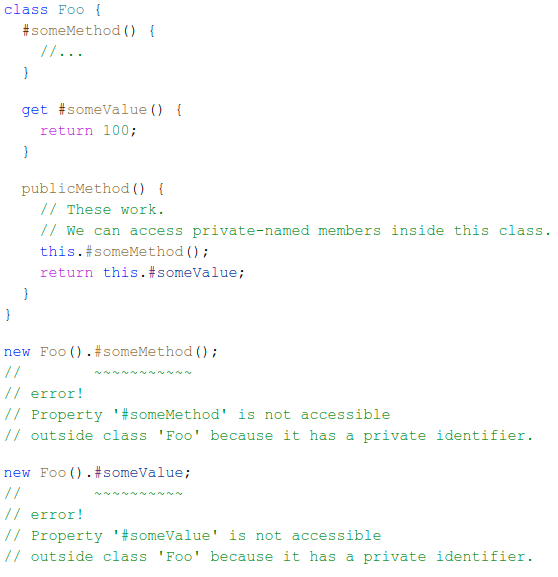 class Foo {
  #someMethod() {
    //...
  }

  get #someValue() {
    return 100;
  }

  publicMethod() {
    // These work.
    // We can access private-named members inside this class.
    this.#someMethod();
    return this.#someValue;
  }
}

new Foo().#someMethod();
//        ~~~~~~~~~~~
// error!
// Property '#someMethod' is not accessible
// outside class 'Foo' because it has a private identifier.

new Foo().#someValue;
//        ~~~~~~~~~~
// error!
// Property '#someValue' is not accessible
// outside class 'Foo' because it has a private identifier.